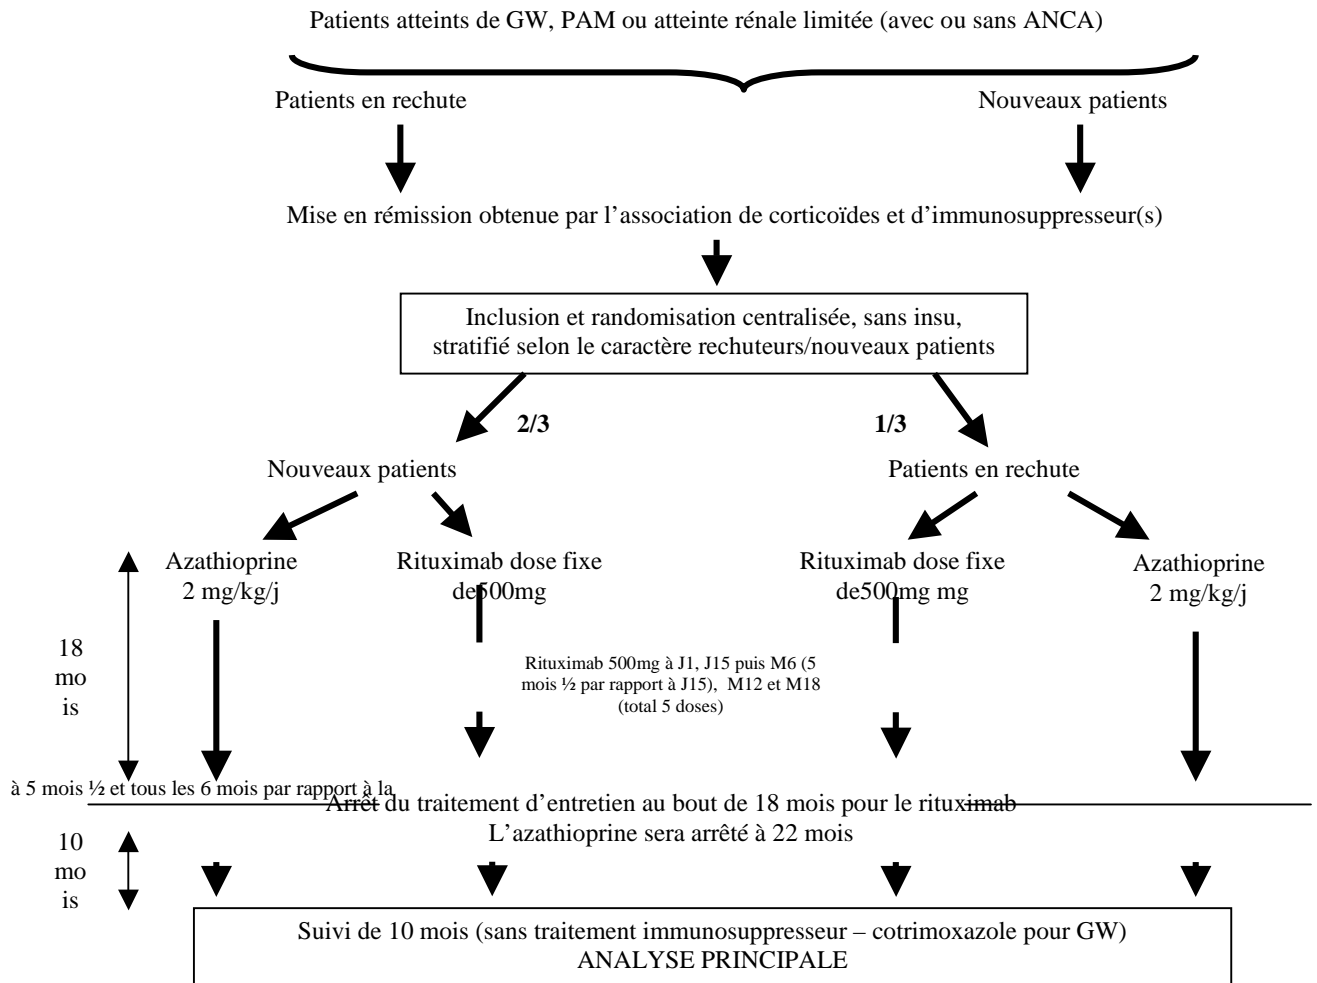 Patients atteints de GW, PAM ou atteinte rénale limitée (avec ou sans ANCA)
Patients en rechute
Nouveaux patients
Mise en rémission obtenue par l’association de corticoïdes et d’immunosuppresseur(s)
Inclusion et randomisation centralisée, sans insu,
stratifié selon le caractère rechuteurs/nouveaux patients
2/3
1/3
Nouveaux patients
Patients en rechute
Azathioprine
2 mg/kg/j
Rituximab dose fixe
de500mg
Rituximab dose fixe
de500mg mg
Azathioprine
2 mg/kg/j
18
mo
is
Rituximab 500mg à J1, J15 puis M6 (5
mois ½ par rapport à J15), M12 et M18
(total 5 doses)
à 5 mois ½ et tous les 6 mois par rapport à la
Arrêt du traitement d’entretien au bout de 18 mois pour le rituximab
L’azathioprine sera arrêté à 22 mois
10
mo
is
Suivi de 10 mois (sans traitement immunosuppresseur – cotrimoxazole pour GW)
ANALYSE PRINCIPALE